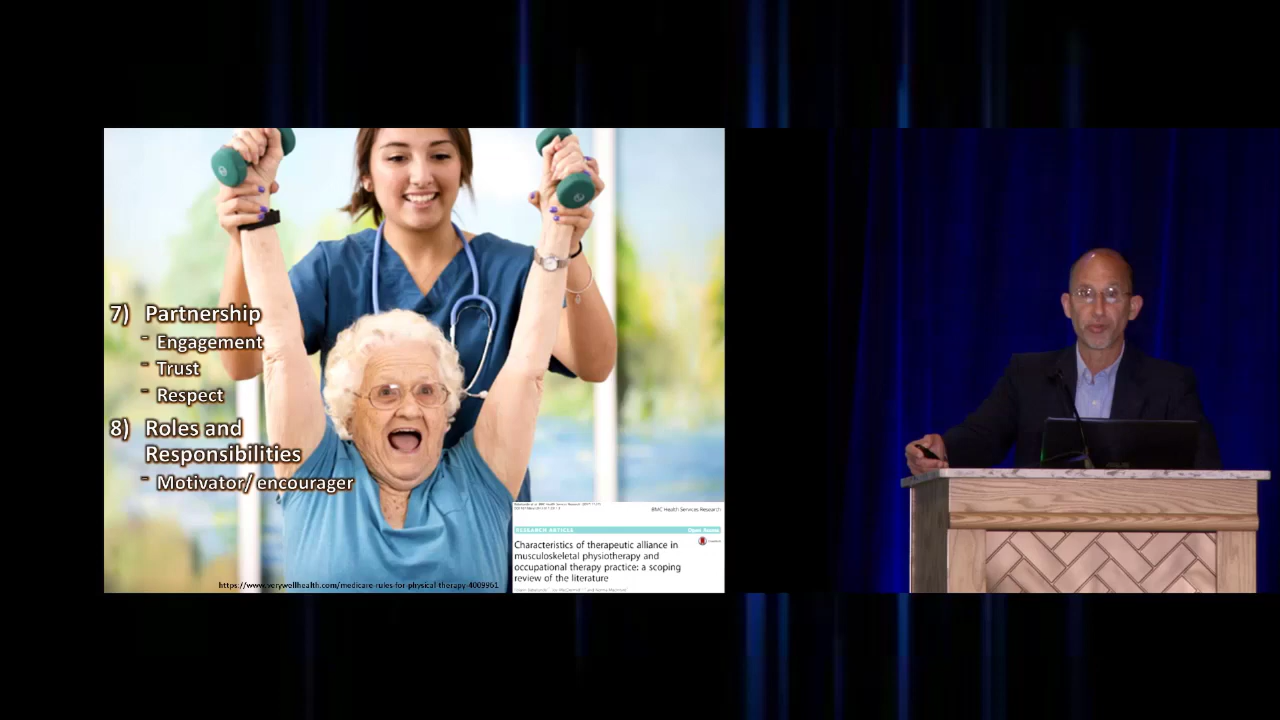 7) Partnership
- Engagement
- Trust
- Respect
8) Roles and
Responsibilities
- Motivator/ encourager
https://www.verywellhealth.com/medicare-rules-for-physical-therapy-4009961
BMC Health Services Research
RESEARCH ARTICLE Open Access
Characteristics of therapeutic alliance in
musculoskeletal physiotherapy and
occupational therapy practice: a scoping
review of the literature